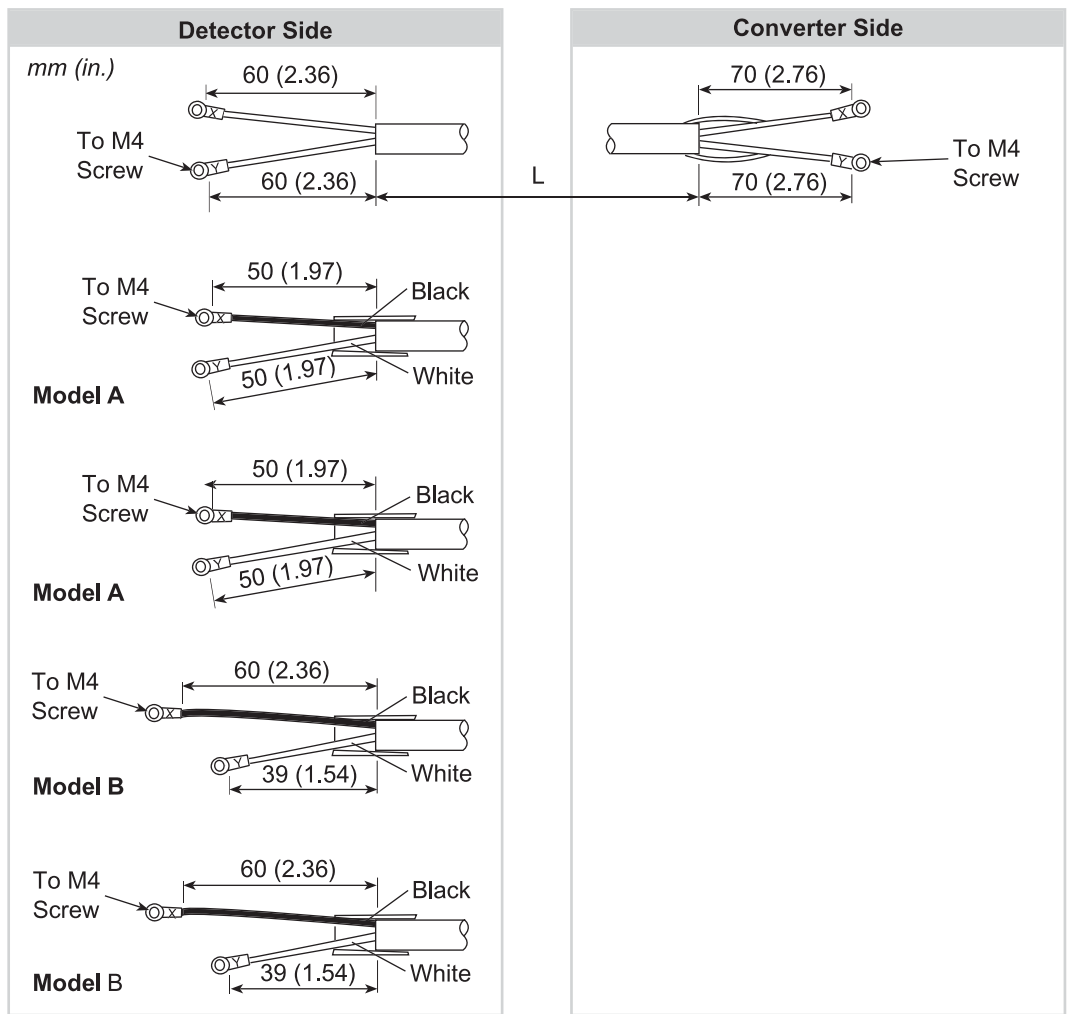 Detector Side
mm (in.)
60 (2.36)
X
To M4
Screw
Y
60 (2.36)
L
Converter Side
70 (2.76)
X
Y
To M4
Screw
70 (2.76)
50 (1.97)
To M4
Screw
Black
X
Y
50 (1.97)
White
Model A
50 (1.97)
To M4
Screw
Black
X
Y
50 (1.97)
White
Model A
60 (2.36)
To M4
Screw
Black
X
Y
39 (1.54)
White
Model B
60 (2.36)
To M4
Screw
Black
X
Y
39 (1.54)
White
Model B